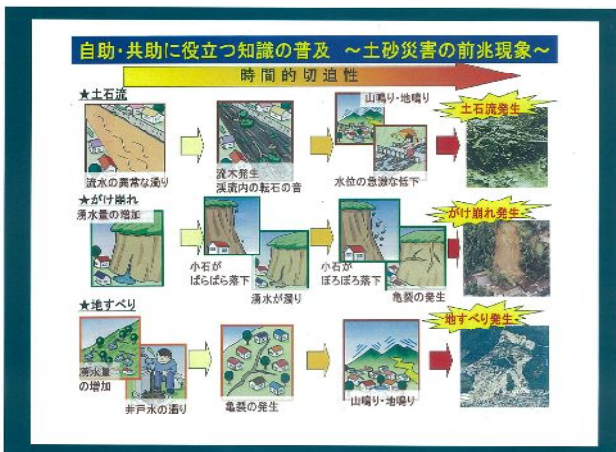 自助・共助に役立つ知識の普及 ～土砂災害の前兆現象～
時間的切迫性
★土石流
流水の異常な濁り
流木発生
渓流内の転石の音
山鳴り・地鳴り
水位の急激な低下
土石流発生
★がけ崩れ
湧水量の増加
小石が
ぱらぱら落下
湧水が濁り
小石が
ぼろぼろ落下
亀裂の発生
がけ崩れ発生
★地すべり
湧水量
の増加
井戸水の濁り
亀裂の発生
山鳴り・地鳴り
地すべり発生